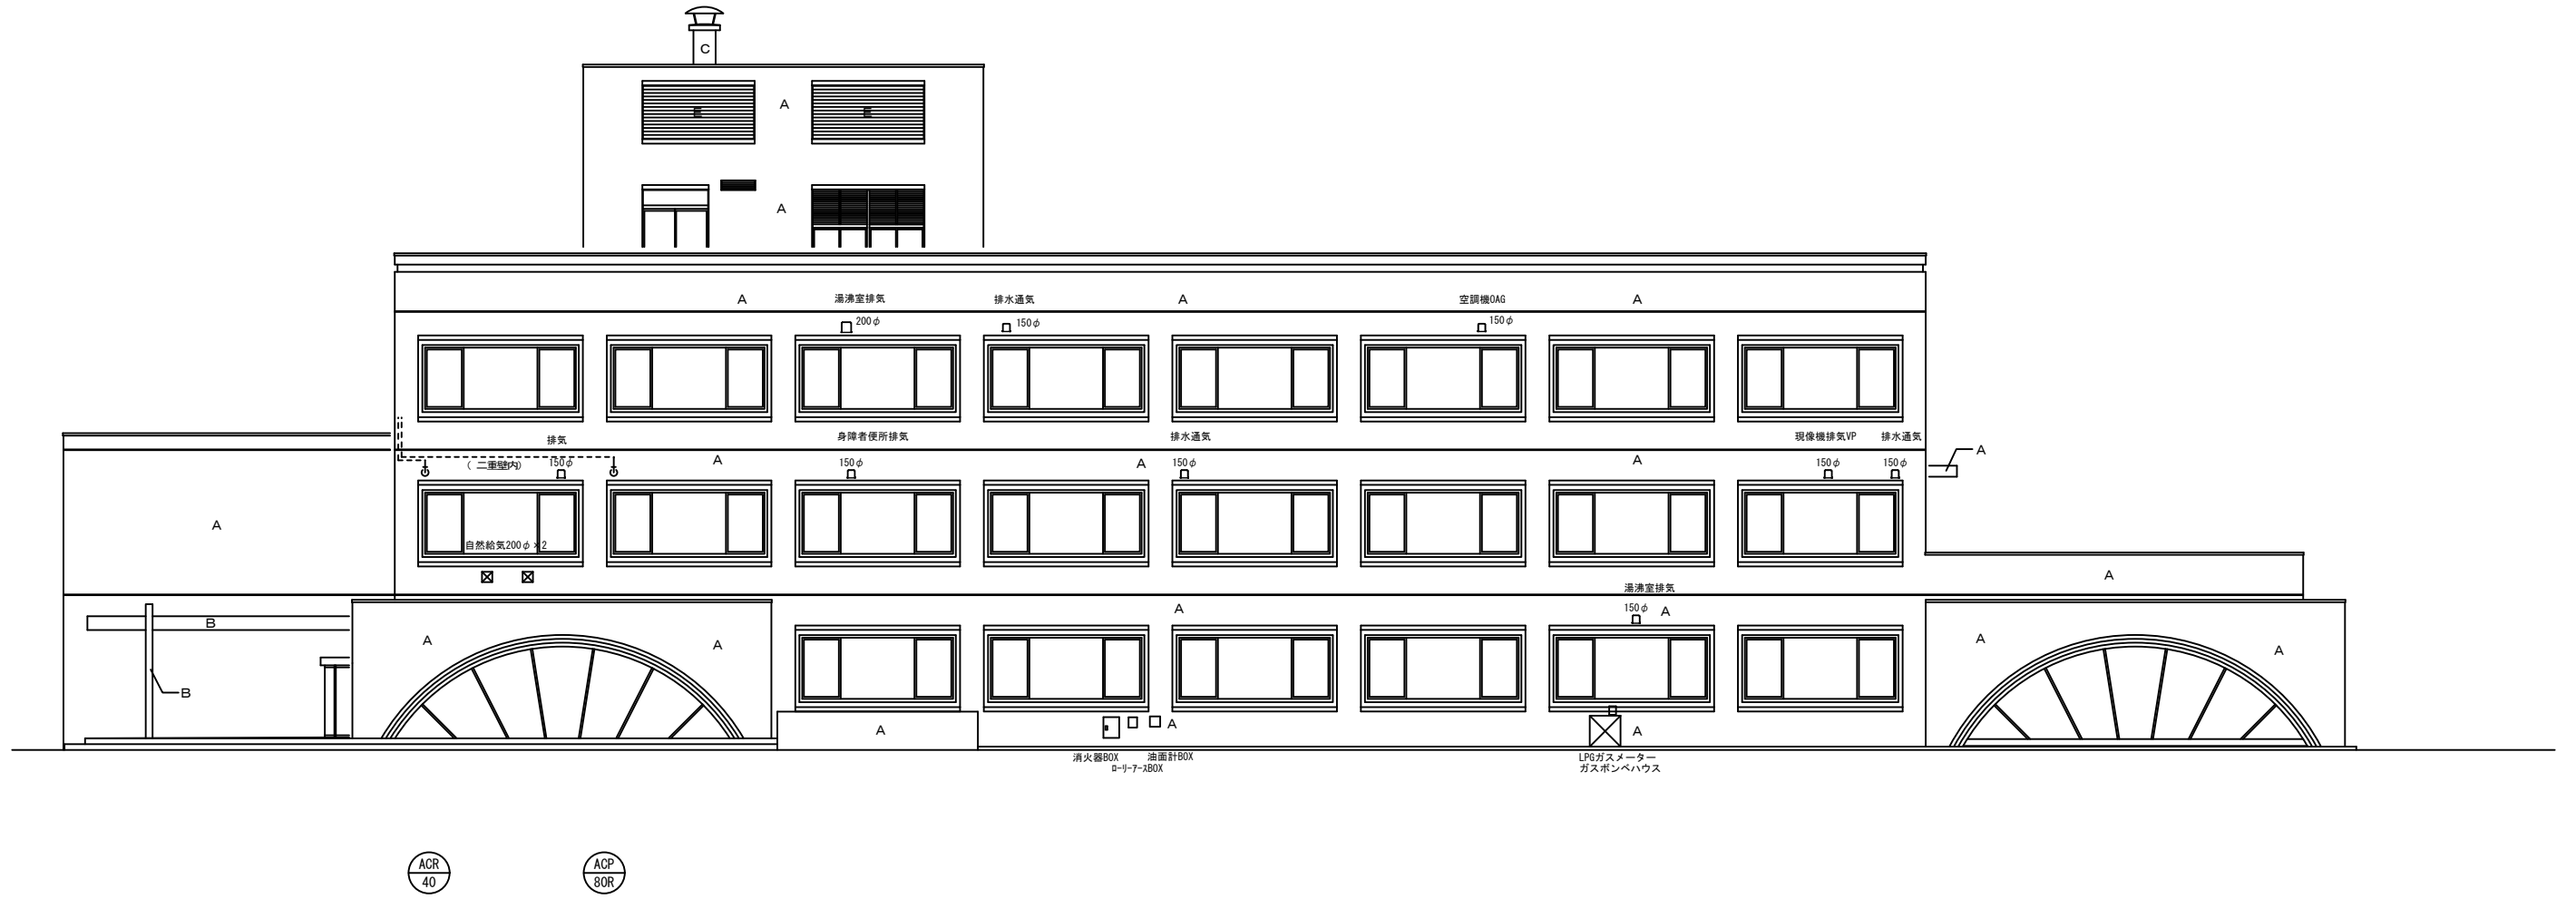 C
E
A
E
A
A
湯沸室排気
排水通気
A
空調機OAG
A
200φ
150φ
150φ
排気
身障者便所排気
排水通気
現像機排気VP
排水通気
A
( 二重壁内)
150φ
A
150φ
A
150φ
A
150φ
150φ
A
自然給気200φ×2
A
湯沸室排気
B
A
150φ
A
A
A
A
A
B
A
A
A
A
消火器BOX
油面計BOX
ローリーアースBOX
LPGガスメーター
ガスボンベハウス
ACR
40
ACP
80R